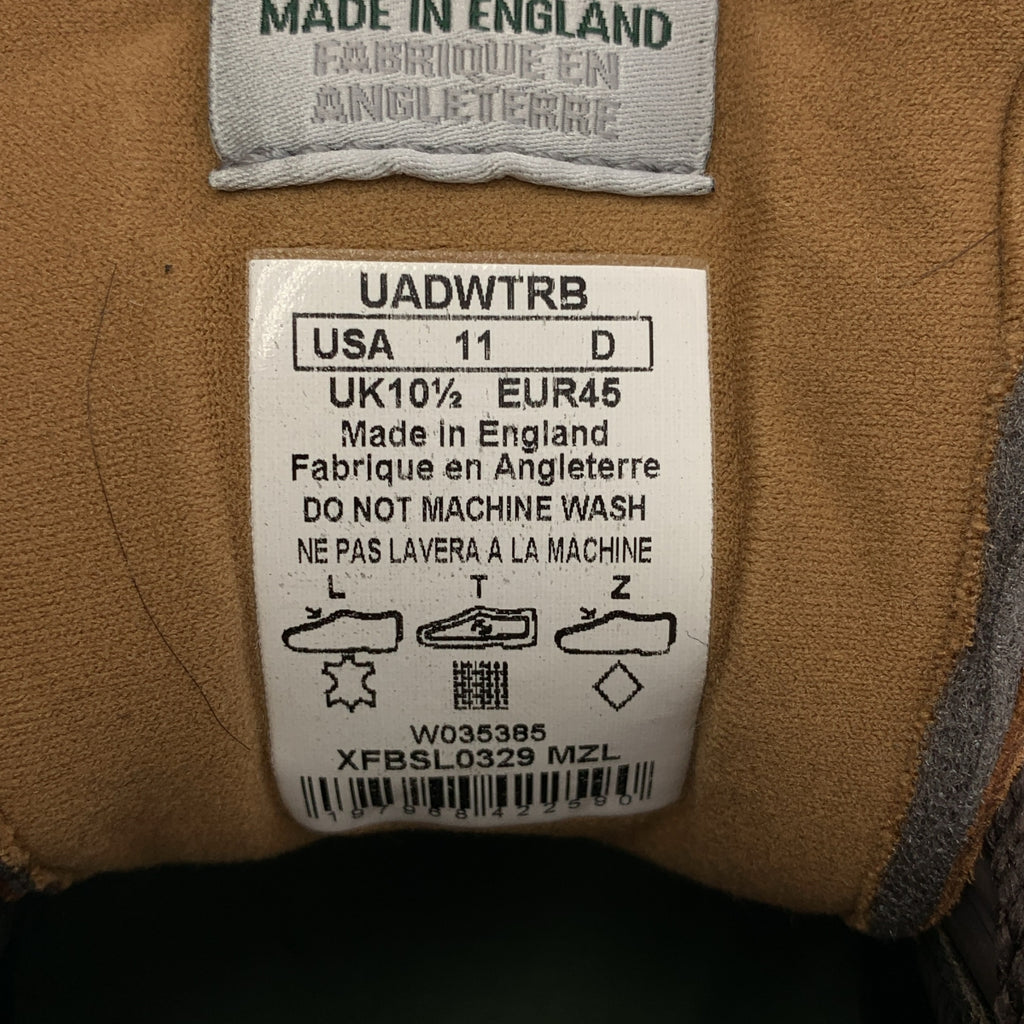 MADE IN ENGLAND
FABRIQUE EN
ANGLETERRE
UADWTRB
USA 11 D
UK10½ EUR45
Made in England
Fabrique en Angleterre
DO NOT MACHINE WASH
NE PAS LAVERA A LA MACHINE
L T Z
W035385
XFBSL0329 MZL
197988422590